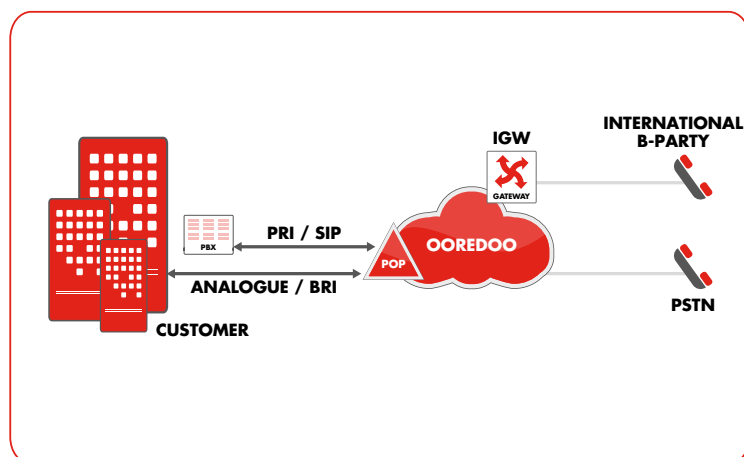 INTERNATIONAL
B-PARTY
IGW
GATEWAY
PRI / SIP
PBX
OOREDOO
POP
ANALOGUE / BRI
PSTN
CUSTOMER